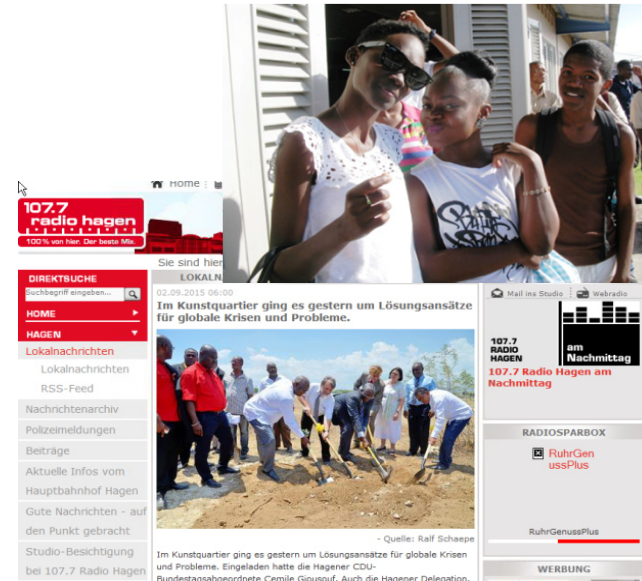 Home
107.7
radio hagen
100% von hier. Der beste Mix.
Sie sind hier
DIREKTSUCHE
Suchbegriff eingeben...
HOME
HAGEN
Lokalnachrichten
Lokalnachrichten
RSS-Feed
Nachrichtenarchiv
Polizeimeldungen
Beiträge
Aktuelle Infos vom
Hauptbahnhof Hagen
Gute Nachrichten - auf
den Punkt gebracht
Studio-Besichtigung
bei 107.7 Radio Hagen
LOKALN
02.09.2015 06:00
Im Kunstquartier ging es gestern um Lösungsansätze
für globale Krisen und Probleme.
- Quelle: Ralf Schaepe
Im Kunstquartier ging es gestern um Lösungsansätze für globale Krisen
und Probleme. Eingeladen hatte die Hagener CDU-
Bundestagsabgeordnete Cemile Giousouf. Auch die Hagener Delegation,
Mail ins Studio
Webradio
107.7
RADIO
HAGEN
am
Nachmittag
107.7 Radio Hagen am
Nachmittag
RADIOSPARBOX
RuhrGen
ussPlus
RuhrGenussPlus
WERBUNG